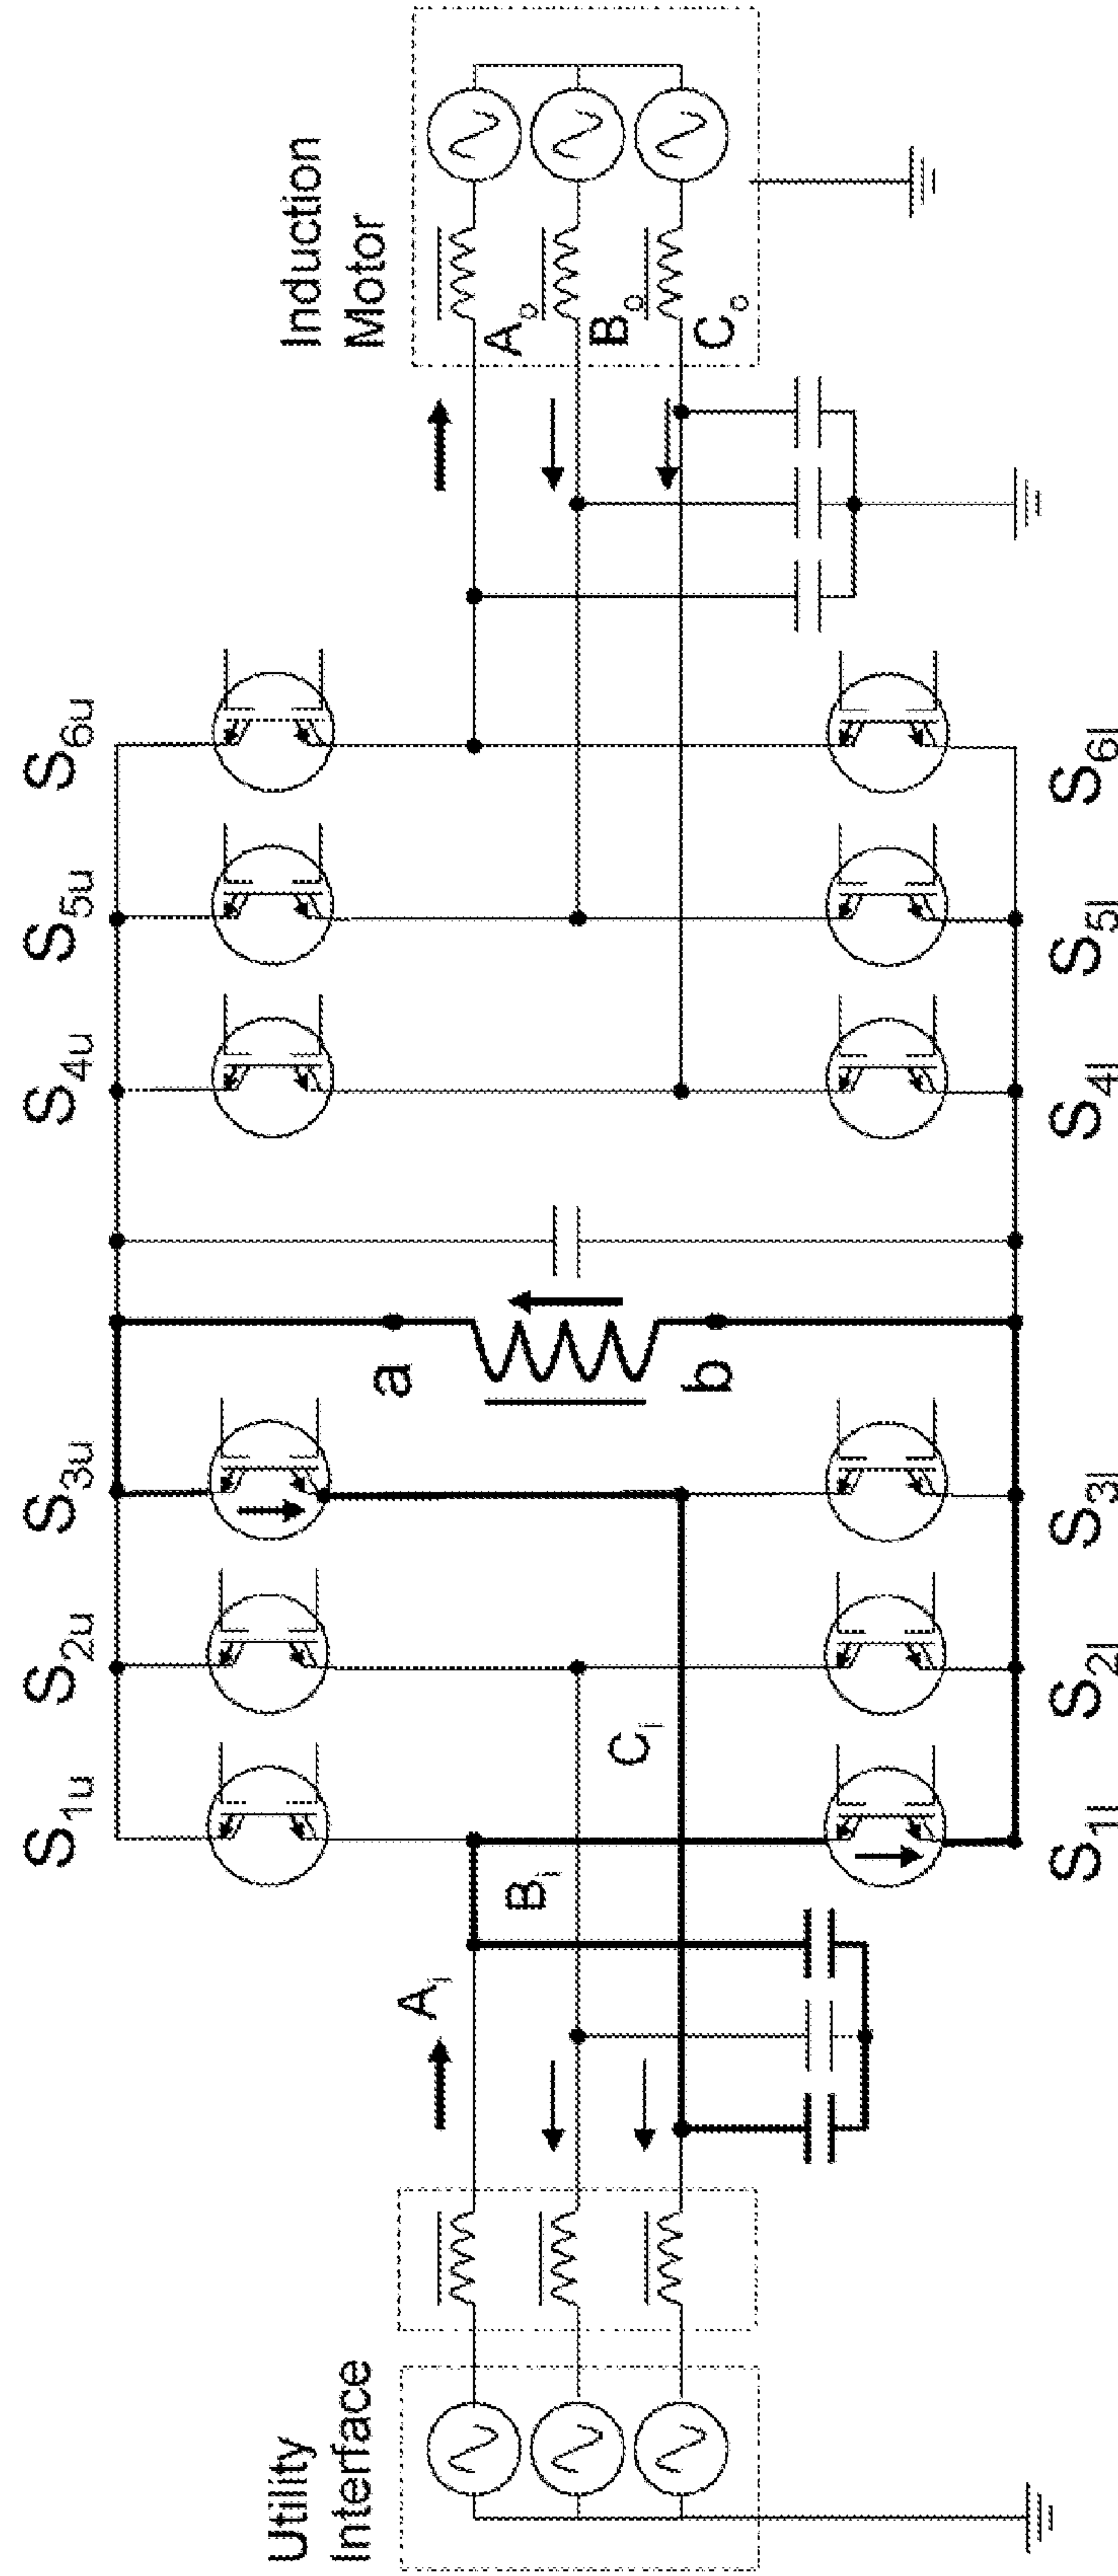 S1u S2u S3u S4u S5u S6u
Induction
Motor
Utility
Interface
Ai
Bi
Ci
a
b
Ao
Bo
Co
S1l S2l S3l S4l S5l S6l